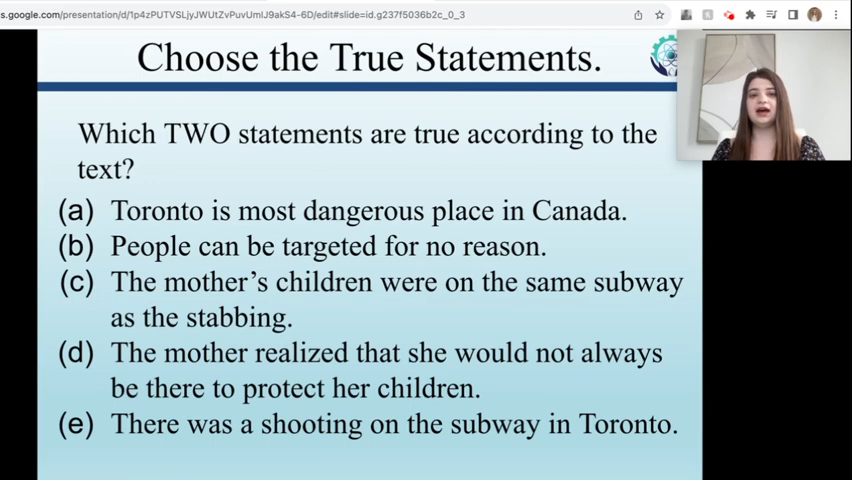 s.google.com/presentation/d/1p4zPUTVSLjyJWUtZvPuvUmIJ9akS4-6D/edit#slide=id.g237f5036b2c_0_3
Choose the True Statements.
Which TWO statements are true according to the
text?
(a) Toronto is most dangerous place in Canada.
(b) People can be targeted for no reason.
(c) The mother’s children were on the same subway
as the stabbing.
(d) The mother realized that she would not always
be there to protect her children.
(e) There was a shooting on the subway in Toronto.